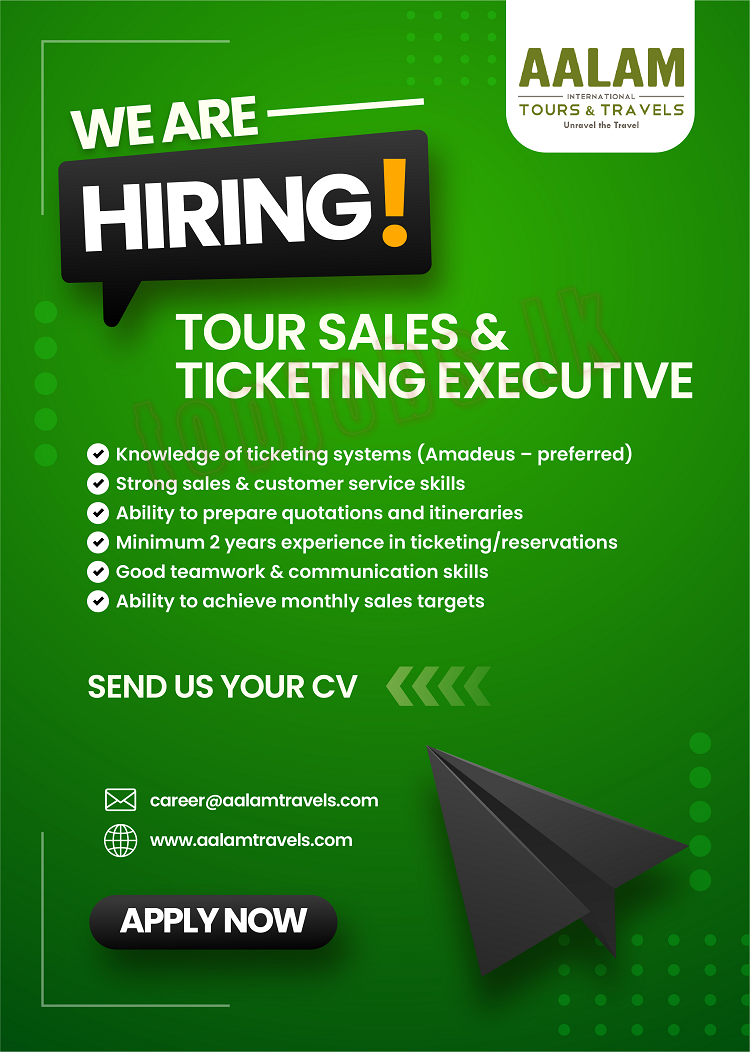 AALAM
INTERNATIONAL
TOURS & TRAVELS
Unravel the Travel
WE ARE
HIRING!
TOUR SALES &
TICKETING EXECUTIVE
topjobs.lk
Knowledge of ticketing systems (Amadeus – preferred)
Strong sales & customer service skills
Ability to prepare quotations and itineraries
Minimum 2 years experience in ticketing/reservations
Good teamwork & communication skills
Ability to achieve monthly sales targets
SEND US YOUR CV
career@aalamtravels.com
www.aalamtravels.com
APPLY NOW